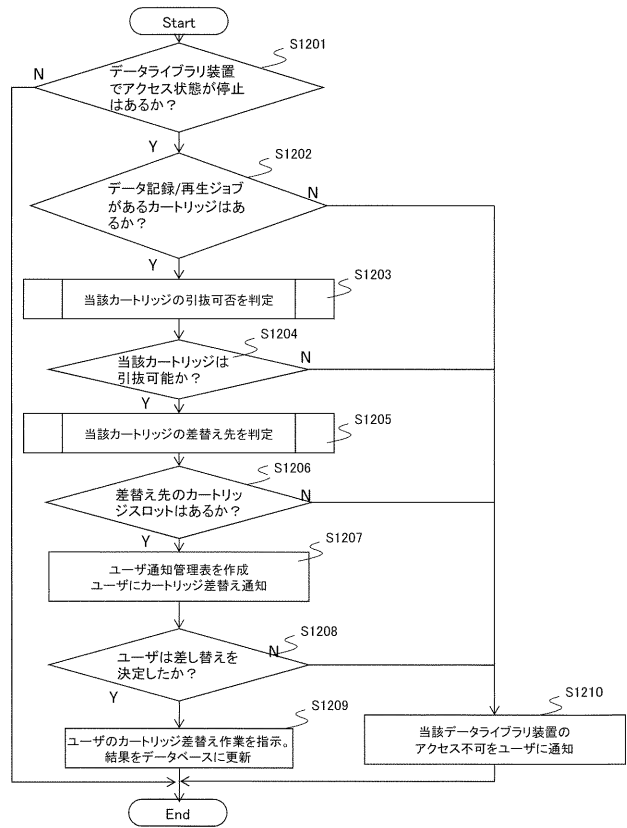 Start
S1201
N
データライブラリ装置
でアクセス状態が停止
はあるか？
Y
S1202
データ記録/再生ジョブ
があるカートリッジはあ
るか？
N
Y
S1203
当該カートリッジの引抜可否を判定
S1204
当該カートリッジは
引抜可能か？
N
Y
S1205
当該カートリッジの差替え先を判定
S1206
差替え先のカートリッ
ジスロットはあるか？
N
Y
S1207
ユーザ通知管理表を作成
ユーザにカートリッジ差替え通知
S1208
ユーザは差し替えを
決定したか？
N
Y
S1209
ユーザのカートリッジ差替え作業を指示。
結果をデータベースに更新
S1210
当該データライブラリ装置の
アクセス不可をユーザに通知
End